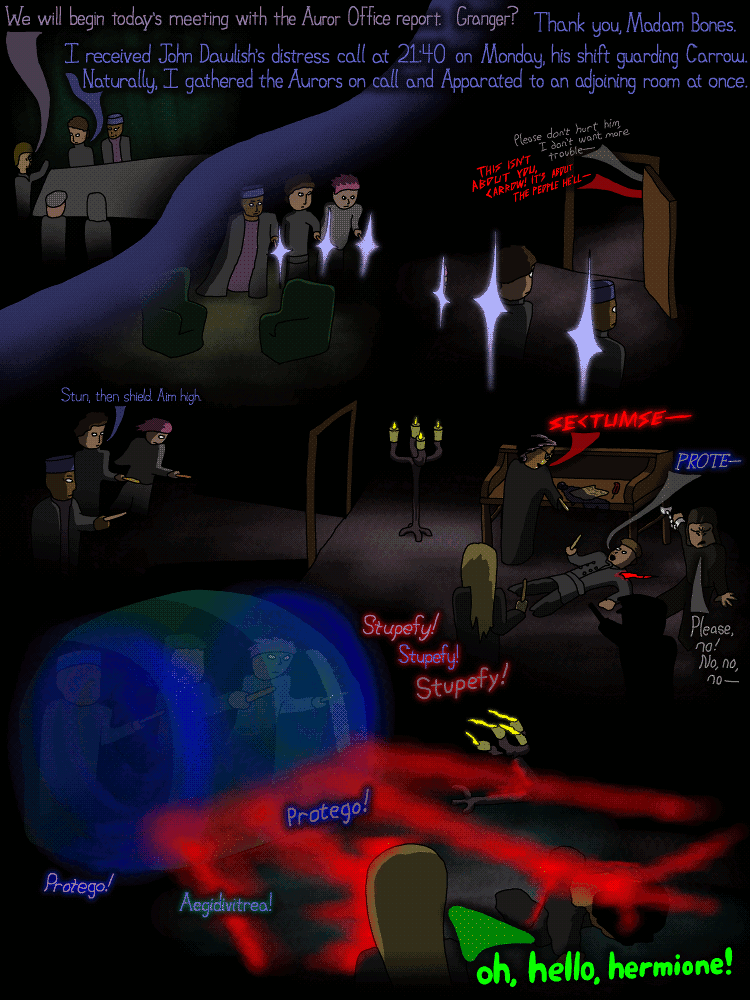 We will begin today's meeting with the Auror Office report. Granger?
Thank you, Madam Bones.
I received John Dawlish's distress call at 21:40 on Monday, his shift guarding Carrow.
Naturally, I gathered the Aurors on call and Apparated to an adjoining room at once.
Please don't hurt him,
I don't want more
trouble—
THIS ISN'T
ABOUT YOU,
CARROW! IT'S ABOUT
THE PEOPLE HE'LL—
Stun, then shield. Aim high.
SECTUMSE—
PROTE—
Please,
no!
No, no,
no—
Stupefy!
Stupefy!
Stupefy!
Protego!
Protego!
Aegidivitrea!
oh, hello, hermione!